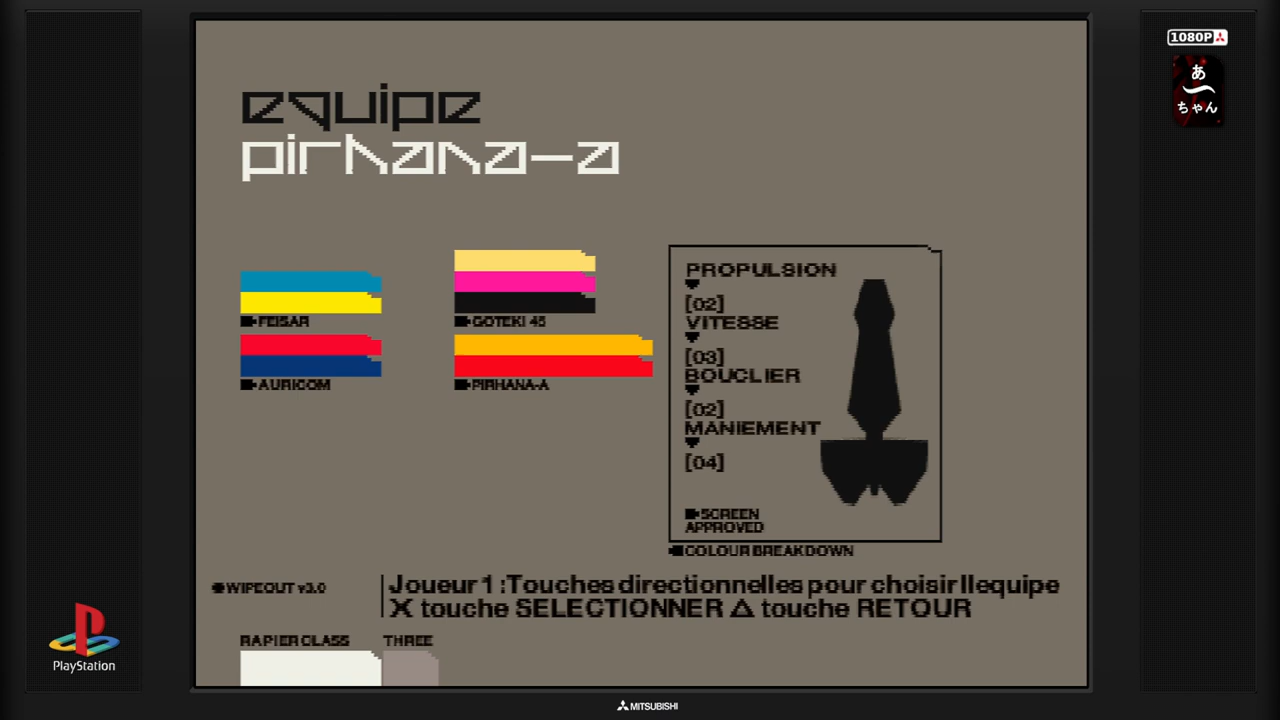 1080P
あ
ー
ちゃん
equipe
pirhana-a
FEISAR
GOTEKI 45
AURICOM
PIRHANA-A
PROPULSION
[02]
VITESSE
[03]
BOUCLIER
[02]
MANIEMENT
[04]
SCREEN
APPROVED
COLOUR BREAKDOWN
WIPEOUT v3.0
Joueur 1 :Touches directionnelles pour choisir llequipe
X touche SELECTIONNER △ touche RETOUR
RAPIER CLASS THREE
PlayStation
MITSUBISHI